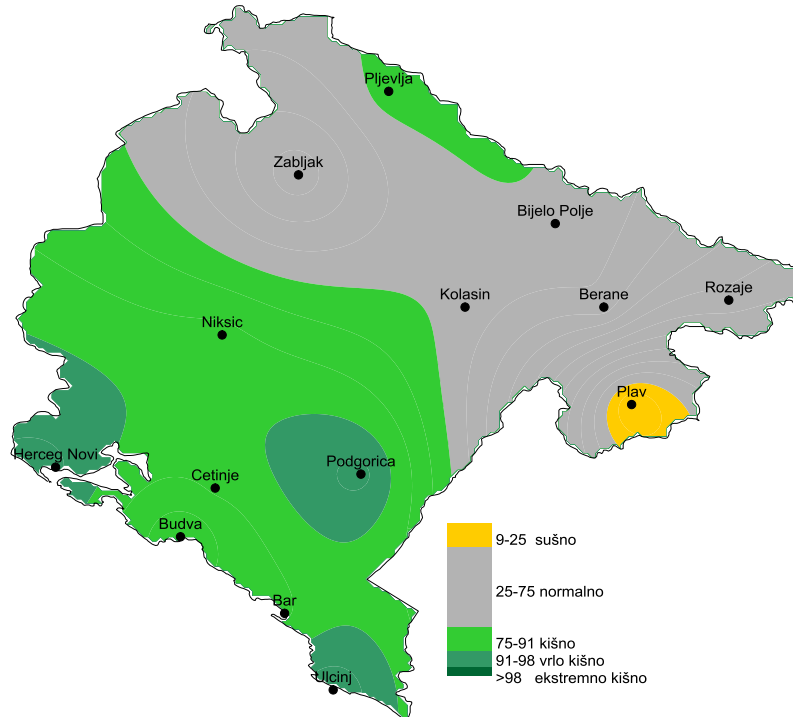 Pljevlja
Zabljak
Bijelo Polje
Kolasin
Berane
Rozaje
Niksic
Plav
Herceg Novi
Podgorica
Cetinje
Budva
Bar
Ulcinj
9-25 sušno
25-75 normalno
75-91 kišno
91-98 vrlo kišno
>98 ekstremno kišno